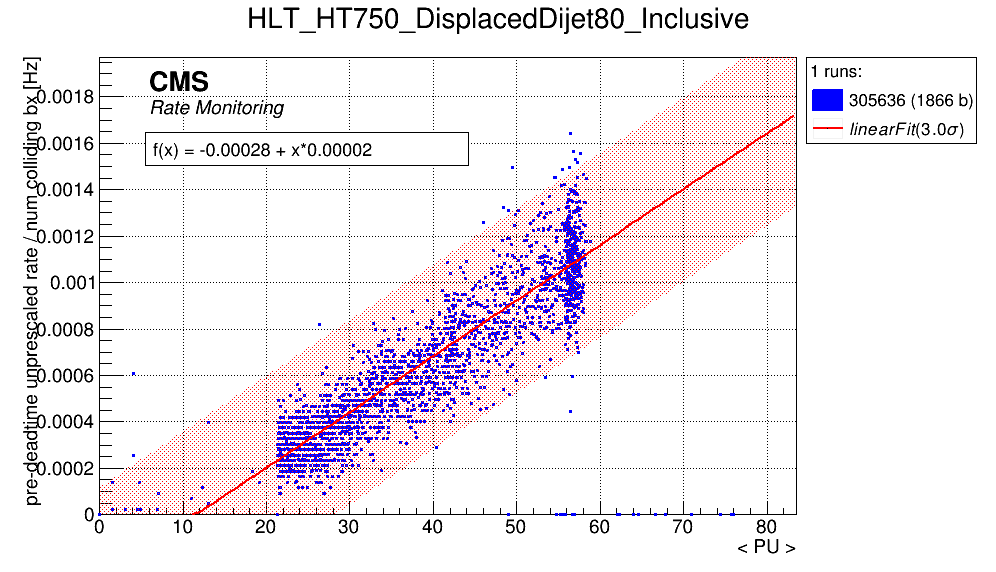 HLT_HT750_DisplacedDijet80_Inclusive
pre-deadtime unprescaled rate / num colliding bx [Hz]
CMS
Rate Monitoring
f(x) = -0.00028 + x*0.00002
0.0018
0.0016
0.0014
0.0012
0.001
0.0008
0.0006
0.0004
0.0002
0
0 10 20 30 40 50 60 70 80
< PU >
1 runs:
305636 (1866 b)
linearFit(3.0σ)